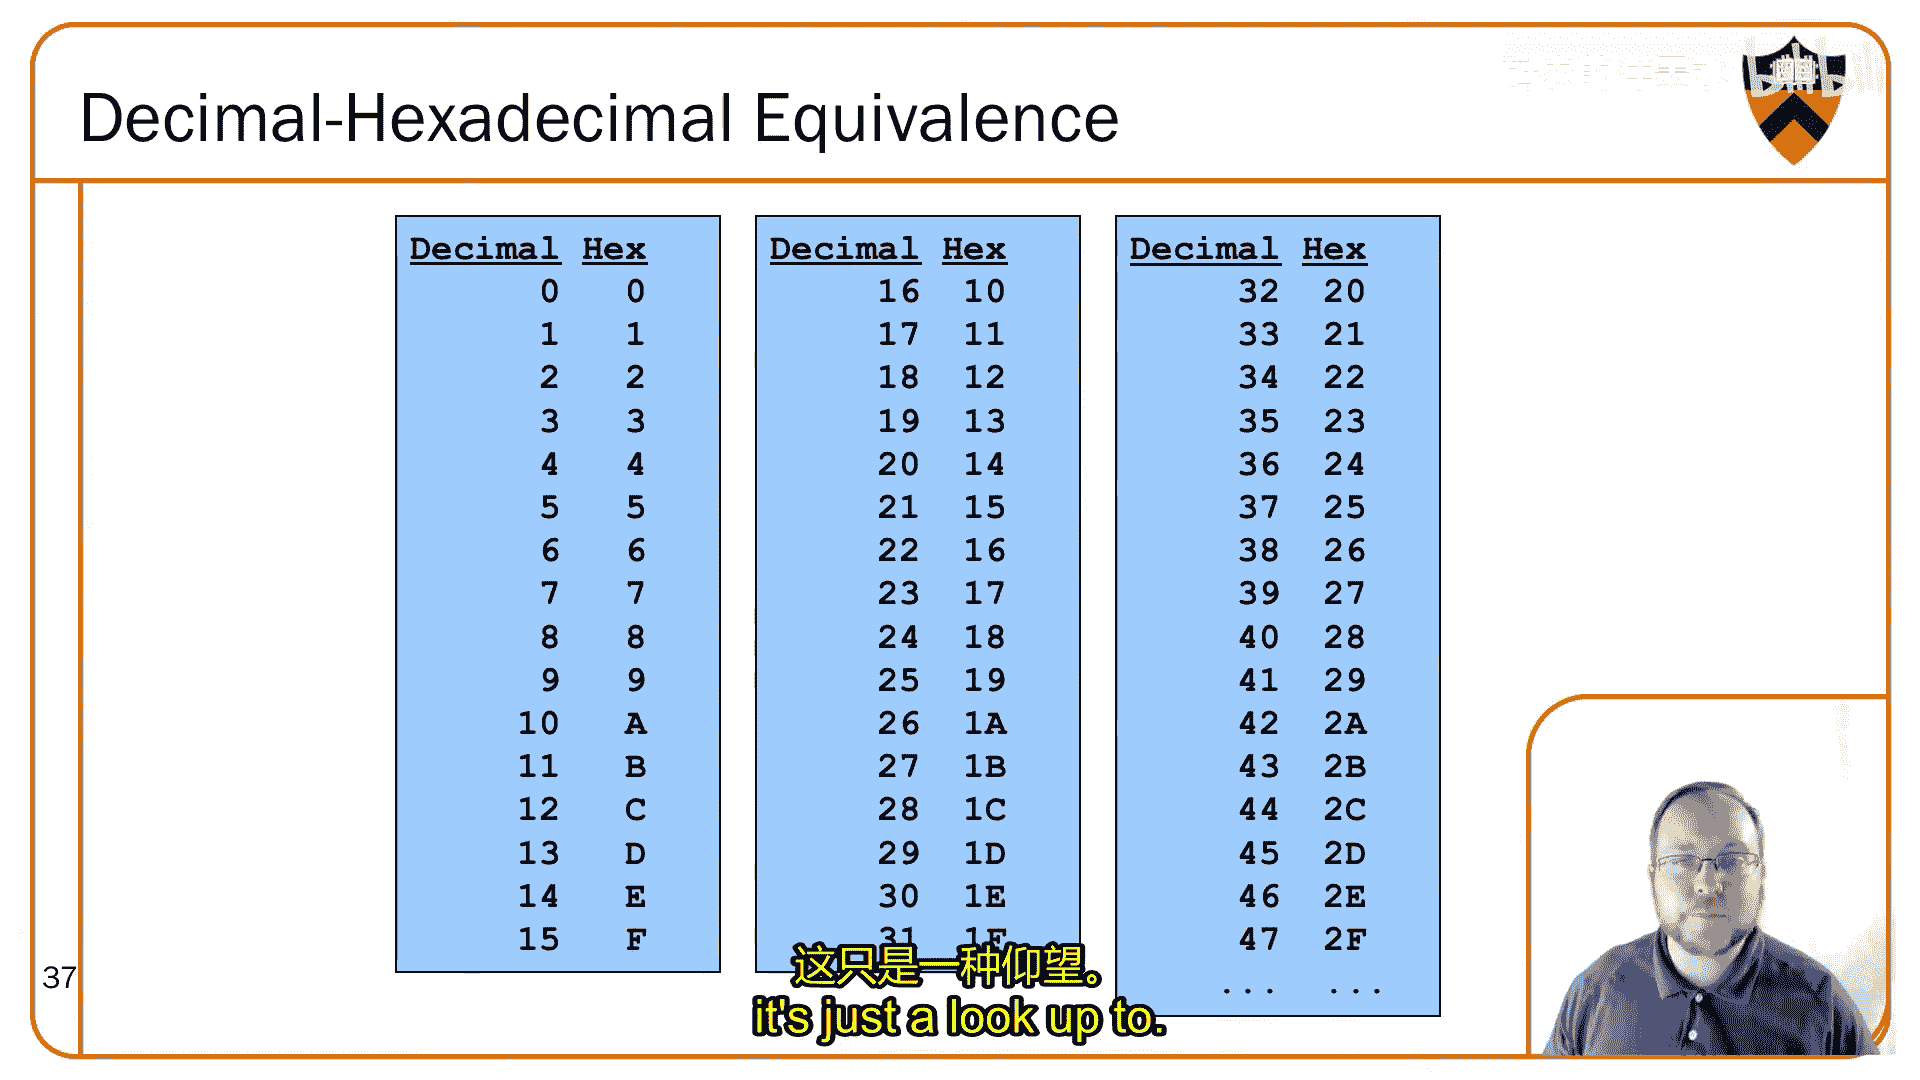 Decimal-Hexadecimal Equivalence
Decimal Hex
0 0
1 1
2 2
3 3
4 4
5 5
6 6
7 7
8 8
9 9
10 A
11 B
12 C
13 D
14 E
15 F
Decimal Hex
16 10
17 11
18 12
19 13
20 14
21 15
22 16
23 17
24 18
25 19
26 1A
27 1B
28 1C
29 1D
30 1E
31 1F
Decimal Hex
32 20
33 21
34 22
35 23
36 24
37 25
38 26
39 27
40 28
41 29
42 2A
43 2B
44 2C
45 2D
46 2E
47 2F
... ...
37
这只是一种仰望。
it's just a look up to.